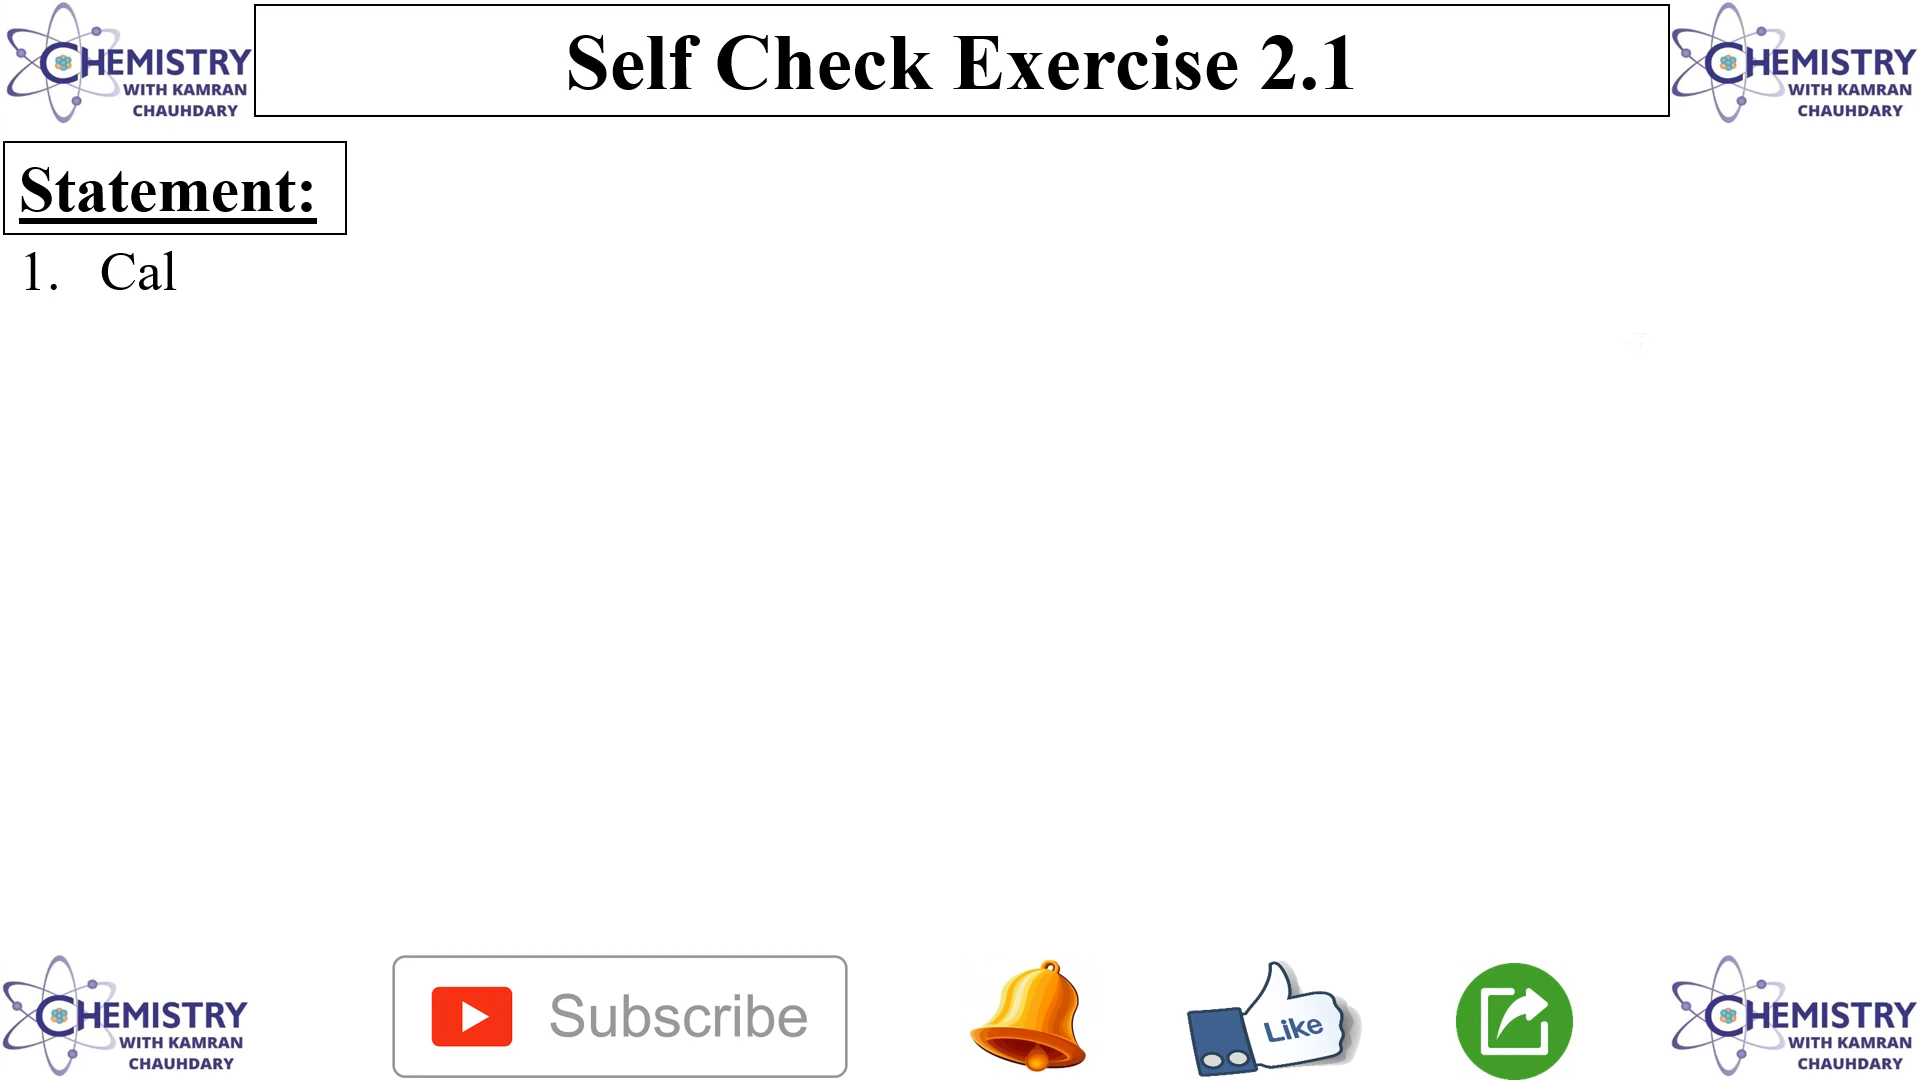 CHEMISTRY
WITH KAMRAN
CHAUHDARY
Self Check Exercise 2.1
CHEMISTRY
WITH KAMRAN
CHAUHDARY
Statement:
1. Cal
CHEMISTRY
WITH KAMRAN
CHAUHDARY
Subscribe
Like
CHEMISTRY
WITH KAMRAN
CHAUHDARY